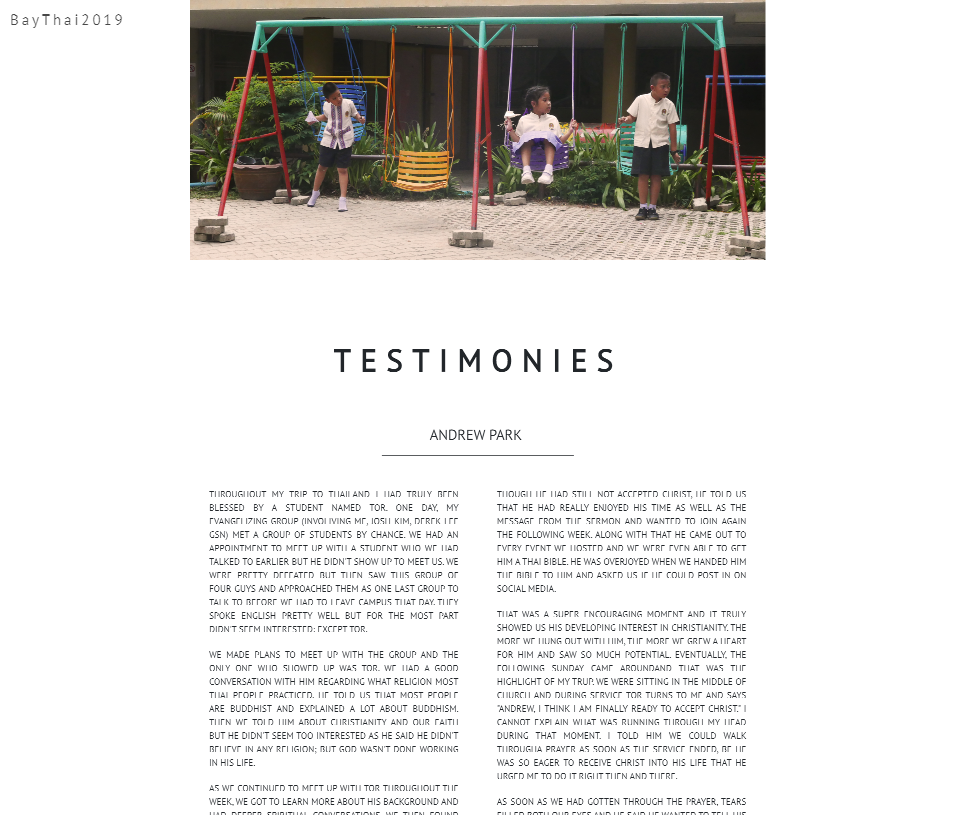 BayThai2019
TESTIMONIES
ANDREW PARK
THROUGHOUT MY TRIP TO THAILAND I HAD TRULY BEEN
BLESSED BY A STUDENT NAMED TOR. ONE DAY, MY
EVANGELIZING GROUP (INVOLIVING ME, JOSH KIM, DEREK LEE
GSN) MET A GROUP OF STUDENTS BY CHANCE. WE HAD AN
APPOINTMENT TO MEET UP WITH A STUDENT WHO WE HAD
TALKED TO EARLIER BUT HE DIDN'T SHOW UP TO MEET US. WE
WERE PRETTY DEFEATED BUT THEN SAW THIS GROUP OF
FOUR GUYS AND APPROACHED THEM AS ONE LAST GROUP TO
TALK TO BEFORE WE HAD TO LEAVE CAMPUS THAT DAY. THEY
SPOKE ENGLISH PRETTY WELL BUT FOR THE MOST PART
DIDN'T SEEM INTERESTED; EXCEPT TOR.
WE MADE PLANS TO MEET UP WITH THE GROUP AND THE
ONLY ONE WHO SHOWED UP WAS TOR. WE HAD A GOOD
CONVERSATION WITH HIM REGARDING WHAT RELIGION MOST
THAI PEOPLE PRACTICED. HE TOLD US THAT MOST PEOPLE
ARE BUDDHIST AND EXPLAINED A LOT ABOUT BUDDHISM.
THEN WE TOLD HIM ABOUT CHRISTIANITY AND OUR FAITH
BUT HE DIDN'T SEEM TOO INTERESTED AS HE SAID HE DIDN'T
BELIEVE IN ANY RELIGION; BUT GOD WASN'T DONE WORKING
IN HIS LIFE.
AS WE CONTINUED TO MEET UP WITH TOR THROUGHOUT THE
WEEK, WE GOT TO LEARN MORE ABOUT HIS BACKGROUND AND
HAD DEEPER SPIRITUAL CONVERSATIONS. WE THEN FOUND
THOUGH HE HAD STILL NOT ACCEPTED CHRIST, HE TOLD US
THAT HE HAD REALLY ENJOYED HIS TIME AS WELL AS THE
MESSAGE FROM THE SERMON AND WANTED TO JOIN AGAIN
THE FOLLOWING WEEK. ALONG WITH THAT HE CAME OUT TO
EVERY EVENT WE HOSTED AND WE WERE EVEN ABLE TO GET
HIM A THAI BIBLE. HE WAS OVERJOYED WHEN WE HANDED HIM
THE BIBLE TO HIM AND ASKED US IF HE COULD POST IN ON
SOCIAL MEDIA.
THAT WAS A SUPER ENCOURAGING MOMENT AND IT TRULY
SHOWED US HIS DEVELOPING INTEREST IN CHRISTIANITY. THE
MORE WE HUNG OUT WITH HIM, THE MORE WE GREW A HEART
FOR HIM AND SAW SO MUCH POTENTIAL. EVENTUALLY, THE
FOLLOWING SUNDAY CAME AROUNDAND THAT WAS THE
HIGHLIGHT OF MY TRUP. WE WERE SITTING IN THE MIDDLE OF
CHURCH AND DURING SERVICE TOR TURNS TO ME AND SAYS
"ANDREW, I THINK I AM FINALLY READY TO ACCEPT CHRIST." I
CANNOT EXPLAIN WHAT WAS RUNNING THROUGH MY HEAD
DURING THAT MOMENT. I TOLD HIM WE COULD WALK
THROUGHA PRAYER AS SOON AS THE SERVICE ENDED, BE HE
WAS SO EAGER TO RECEIVE CHRIST INTO HIS LIFE THAT HE
URGED ME TO DO IT RIGHT THEN AND THERE.
AS SOON AS WE HAD GOTTEN THROUGH THE PRAYER, TEARS
FILLED BOTH OUR EYES AND HE SAID HE WANTED TO TELL HIS